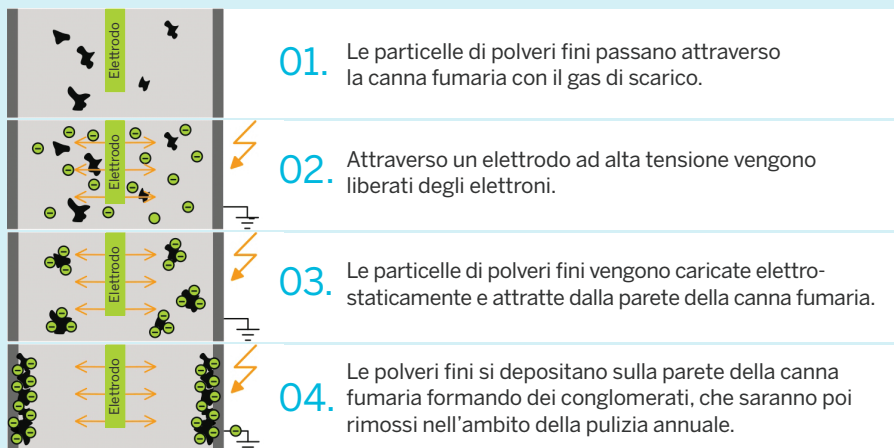 Elettrodo
01.
Le particelle di polveri fini passano attraverso
la canna fumaria con il gas di scarico.
Elettrodo
02.
Attraverso un elettrodo ad alta tensione vengono
liberati degli elettroni.
Elettrodo
03.
Le particelle di polveri fini vengono caricate elettro-
staticamente e attratte dalla parete della canna fumaria.
Elettrodo
04.
Le polveri fini si depositano sulla parete della canna
fumaria formando dei conglomerati, che saranno poi
rimossi nell'ambito della pulizia annuale.